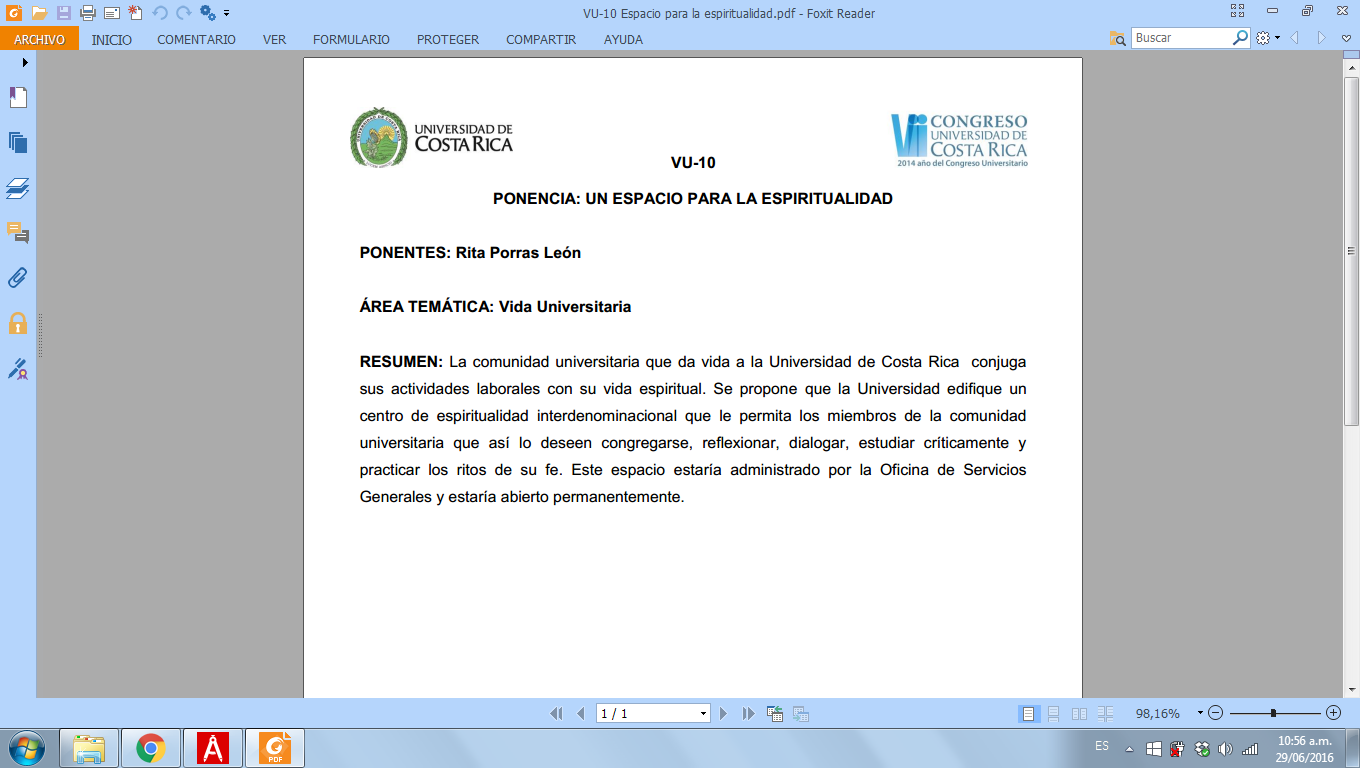 VU-10 Espacio para la espiritualidad.pdf - Foxit Reader
ARCHIVO INICIO COMENTARIO VER FORMULARIO PROTEGER COMPARTIR AYUDA Buscar
UNIVERSIDAD DE
COSTA RICA
VII CONGRESO
UNIVERSIDAD DE
COSTA RICA
2014 año del Congreso Universitario
VU-10
PONENCIA: UN ESPACIO PARA LA ESPIRITUALIDAD
PONENTES: Rita Porras León
ÁREA TEMÁTICA: Vida Universitaria
RESUMEN: La comunidad universitaria que da vida a la Universidad de Costa Rica conjuga
sus actividades laborales con su vida espiritual. Se propone que la Universidad edifique un
centro de espiritualidad interdenominacional que le permita los miembros de la comunidad
universitaria que así lo deseen congregarse, reflexionar, dialogar, estudiar críticamente y
practicar los ritos de su fe. Este espacio estaría administrado por la Oficina de Servicios
Generales y estaría abierto permanentemente.
1 / 1
98,16%
PDF
ES
10:56 a.m.
29/06/2016